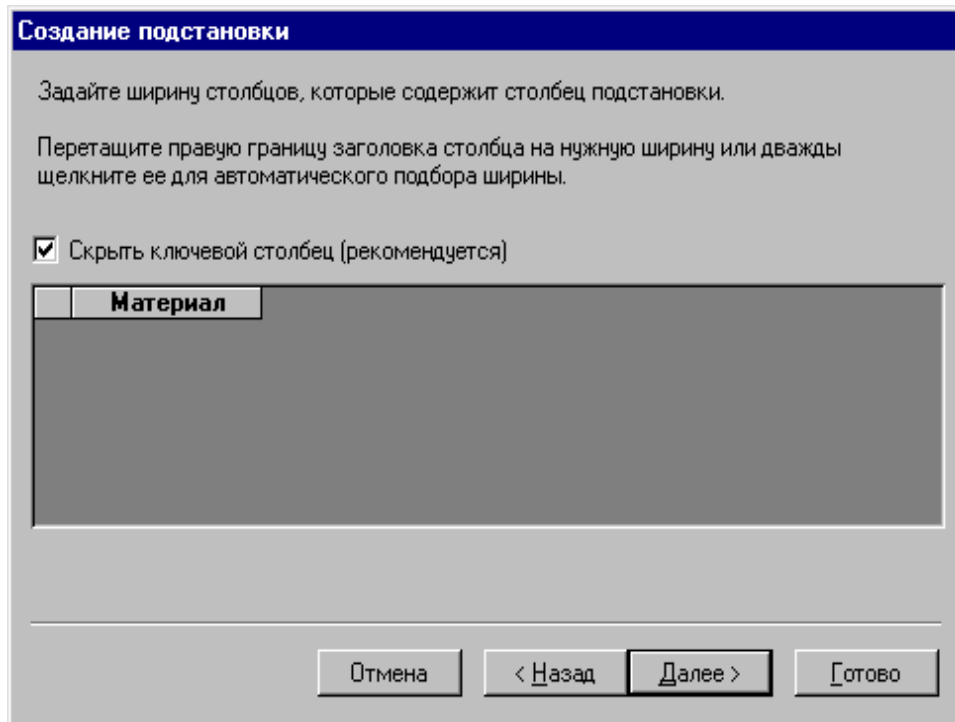 Создание подстановки
Задайте ширину столбцов, которые содержит столбец подстановки.
Перетащите правую границу заголовка столбца на нужную ширину или дважды
щелкните ее для автоматического подбора ширины.
Скрыть ключевой столбец (рекомендуется)
Материал
Отмена
< Назад
Далее >
Готово